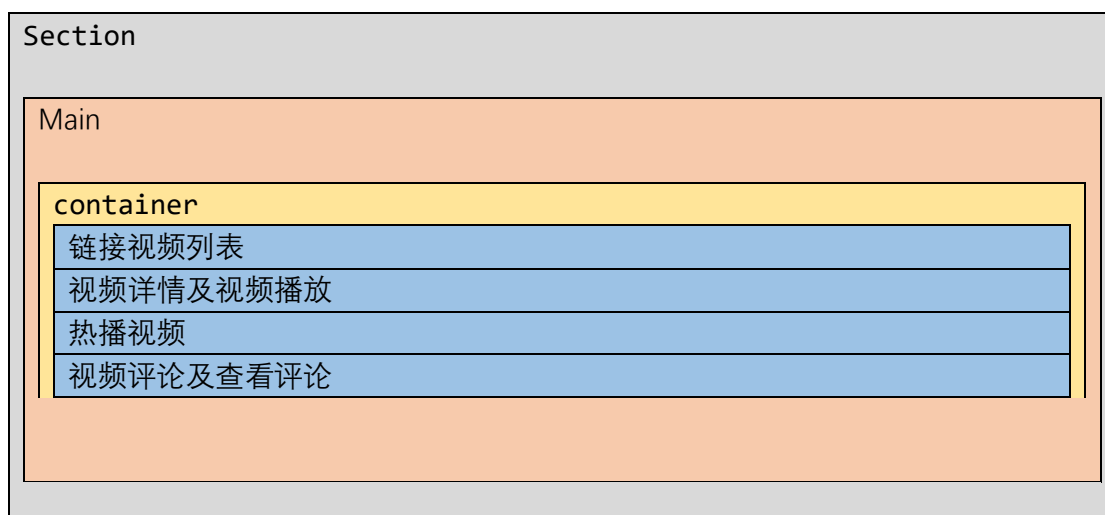 Section
Main
container
链接视频列表
视频详情及视频播放
热播视频
视频评论及查看评论